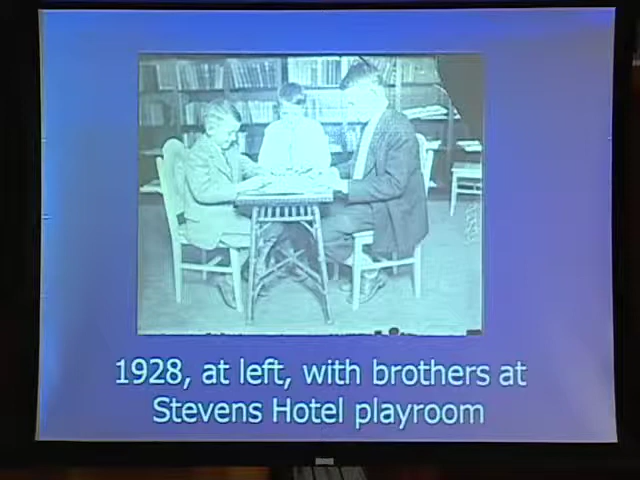 1928, at left, with brothers at
Stevens Hotel playroom